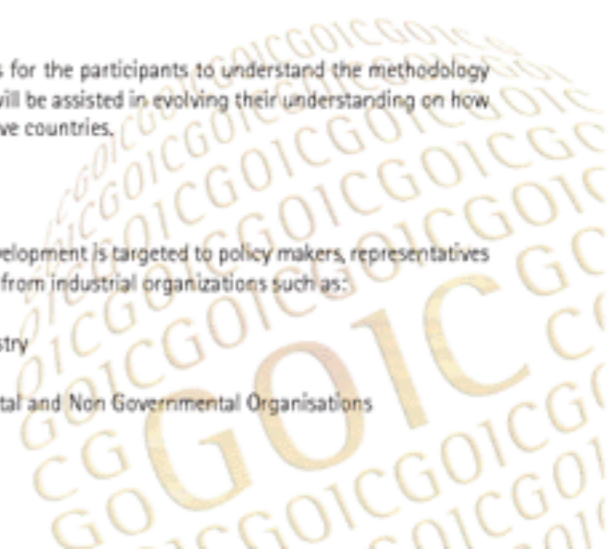 s for the participants to understand the methodology
vill be assisted in evolving their understanding on how
ve countries.
velopment is targeted to policy makers, representatives
from industrial organizations such as:
stry
tal and Non Governmental Organisations
GOIC